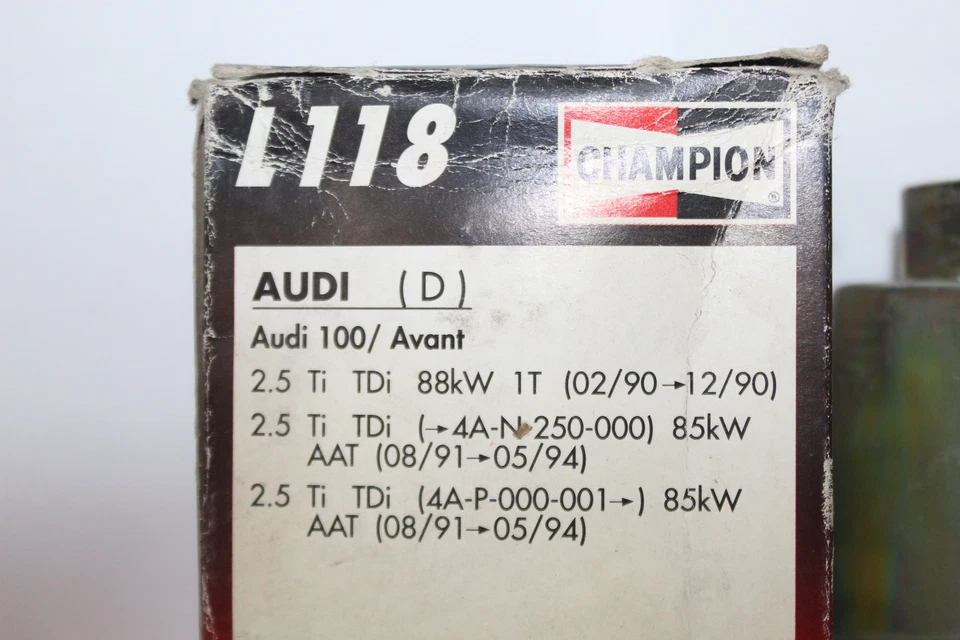 L118
CHAMPION
®
AUDI (D)
Audi 100/ Avant
2.5 Ti TDi 88kW 1T (02/90→12/90)
2.5 Ti TDi (→4A-N-250-000) 85kW
AAT (08/91→05/94)
2.5 Ti TDi (4A-P-000-001→) 85kW
AAT (08/91→05/94)